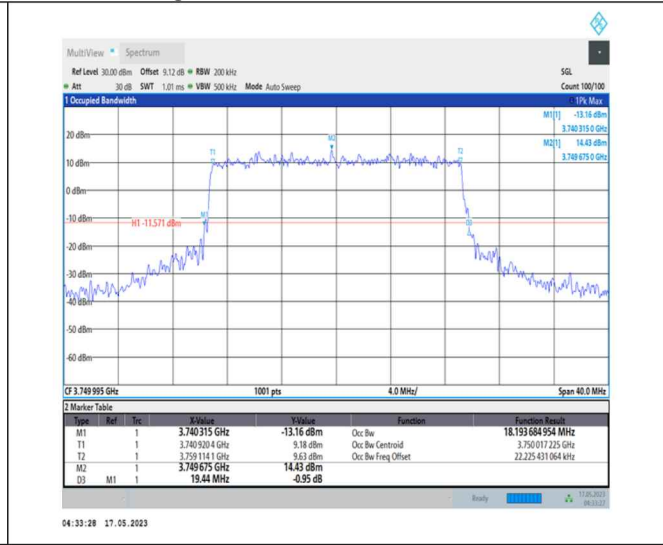 MultiView Spectrum
Ref Level 30.00 dBm Offset 9.12 dB RBW 200 kHz SGL
Att 30 dB SWT 1.01 ms VBW 500 kHz Mode Auto Sweep Count 100/100
1 Occupied Bandwidth 1Pk Max
M1[1] -13.16 dBm
3.740 315 0 GHz
20 dBm M2[1] 14.43 dBm
3.749 675 0 GHz
T1 M2 T2
10 dBm
0 dBm
-10 dBm
M1
H1 -11.571 dBm
D3
-20 dBm
-30 dBm
-40 dBm
-50 dBm
-60 dBm
CF 3.749 995 GHz 1001 pts 4.0 MHz/ Span 40.0 MHz
2 Marker Table
Type Ref Trc X-Value Y-Value Function Function Result
M1 1 3.740 315 GHz -13.16 dBm Occ Bw 18.193 684 954 MHz
T1 1 3.740 920 4 GHz 9.18 dBm Occ Bw Centroid 3.750 017 225 GHz
T2 1 3.759 114 1 GHz 9.63 dBm Occ Bw Freq Offset 22.225 431 064 kHz
M2 1 3.749 675 GHz 14.43 dBm
D3 M1 1 19.44 MHz -0.95 dB
Ready 17.05.2023
04:33:27
04:33:28 17.05.2023